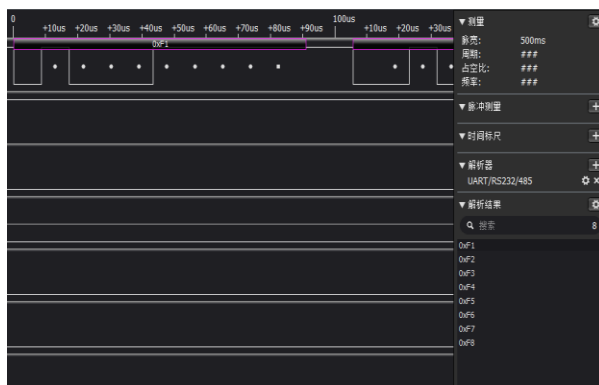 0 +10us +20us +30us +40us +50us +60us +70us +80us +90us 100us +10us +20us +30us
0xF1
▼测量
脉宽: 500ms
周期: ###
占空比: ###
频率: ###
▼脉冲测量 +
▼时间标尺 +
▼解析器 +
UART/RS232/485 ×
▼解析结果
搜索 8
0xF1
0xF2
0xF3
0xF4
0xF5
0xF6
0xF7
0xF8